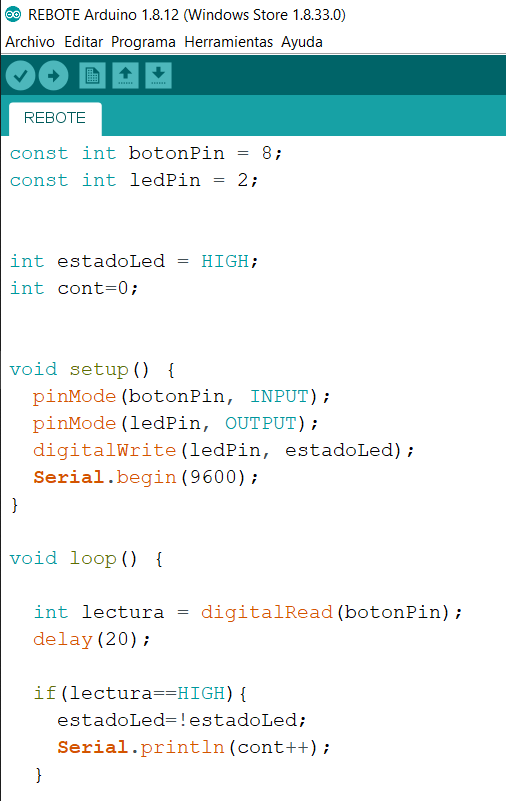 REBOTE Arduino 1.8.12 (Windows Store 1.8.33.0)
Archivo Editar Programa Herramientas Ayuda
REBOTE
const int botonPin = 8;
const int ledPin = 2;
int estadoLed = HIGH;
int cont=0;
void setup() {
  pinMode(botonPin, INPUT);
  pinMode(ledPin, OUTPUT);
  digitalWrite(ledPin, estadoLed);
  Serial.begin(9600);
}
void loop() {
  int lectura = digitalRead(botonPin);
  delay(20);
  if(lectura==HIGH){
    estadoLed=!estadoLed;
    Serial.println(cont++);
  }